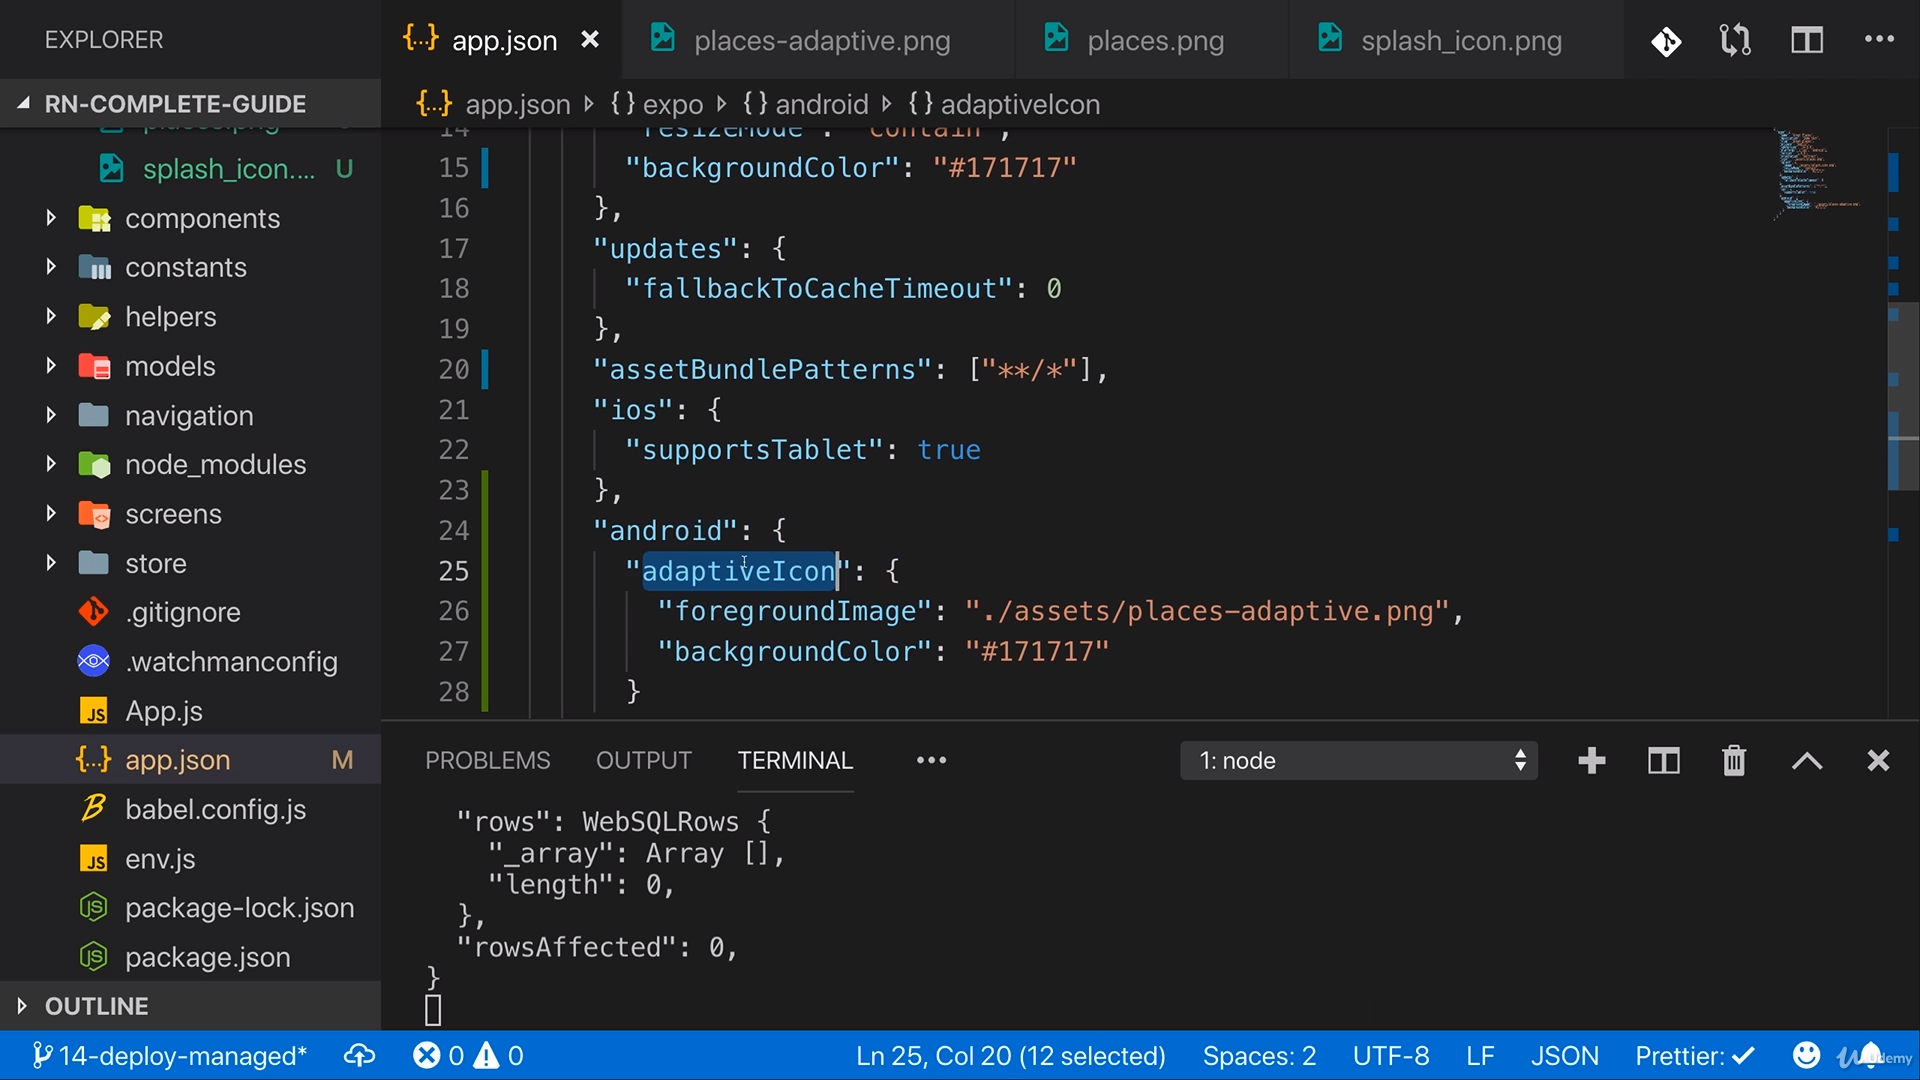 EXPLORER
app.json
places-adaptive.png
places.png
splash_icon.png
RN-COMPLETE-GUIDE
{..} app.json {} expo {} android {} adaptiveIcon
places.png
splash_icon.... U
components
constants
helpers
models
navigation
node_modules
screens
store
.gitignore
.watchmanconfig
App.js
app.json M
babel.config.js
env.js
package-lock.json
package.json
OUTLINE
14 "resizeMode": "contain",
15 "backgroundColor": "#171717"
16 },
17 "updates": {
18 "fallbackToCacheTimeout": 0
19 },
20 "assetBundlePatterns": ["**/*"],
21 "ios": {
22 "supportsTablet": true
23 },
24 "android": {
25 "adaptiveIcon": {
26 "foregroundImage": "./assets/places-adaptive.png",
27 "backgroundColor": "#171717"
28 }
PROBLEMS OUTPUT TERMINAL ••• 1: node
"rows": WebSQLRows {
"_array": Array [],
"length": 0,
},
"rowsAffected": 0,
}
14-deploy-managed* 0 0 Ln 25, Col 20 (12 selected) Spaces: 2 UTF-8 LF JSON Prettier: ✓
Udemy